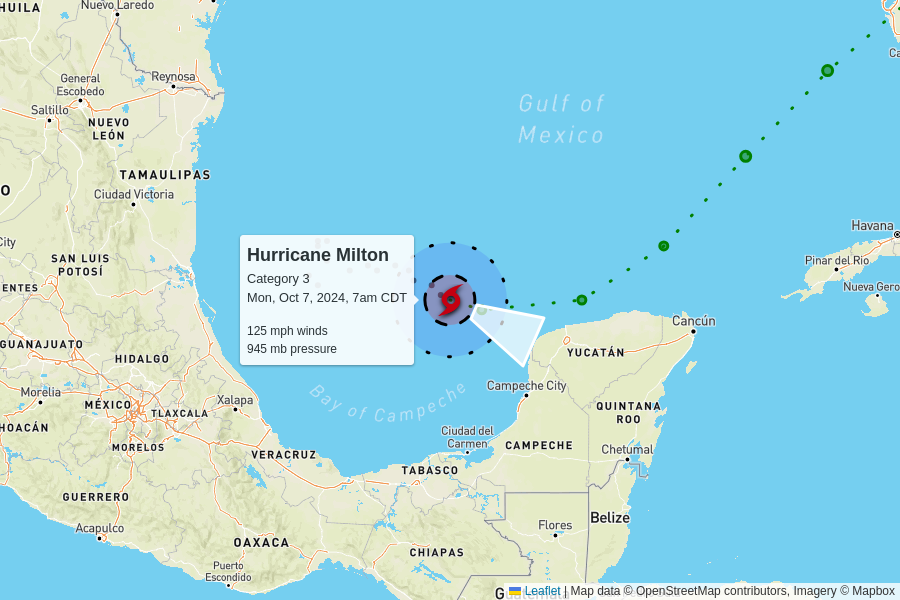 HUILA
Nuevo Laredo
General
Escobedo
Reynosa
Saltillo
NUEVO
LEÓN
Gulf of
Mexico
TAMAULIPAS
Ciudad Victoria
O
City
SAN LUIS
POTOSÍ
ENTES
Hurricane Milton
Category 3
Mon, Oct 7, 2024, 7am CDT
125 mph winds
945 mb pressure
Havana
Pinar del Rio
Nueva Gero
Ca
Cancún
YUCATÁN
GUANAJUATO
HIDALGO
Campeche City
Bay of Campeche
Morelia
MÉXICO
TLAXCALA
Xalapa
QUINTANA
ROO
HOACÁN
MORELOS
Ciudad del
Carmen
CAMPECHE
Chetumal
VERACRUZ
TABASCO
GUERRERO
Acapulco
Flores
Belize
OAXACA
CHIAPAS
Puerto
Escondido
Guatemala
Leaflet | Map data © OpenStreetMap contributors, Imagery © Mapbox